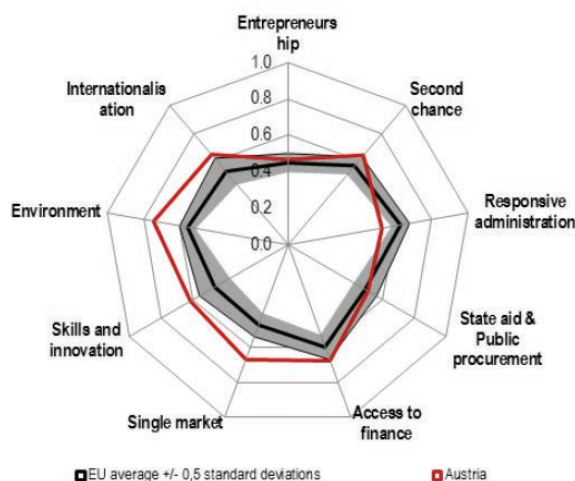 Entrepreneurs
hip
1.0
Internationalis
ation
Second
chance
0.8
0.6
0.4
Environment
Responsive
administration
0.2
0.0
Skills and
innovation
State aid &
Public
procurement
Single market
Access to
finance
EU average +/- 0,5 standard deviations
Austria